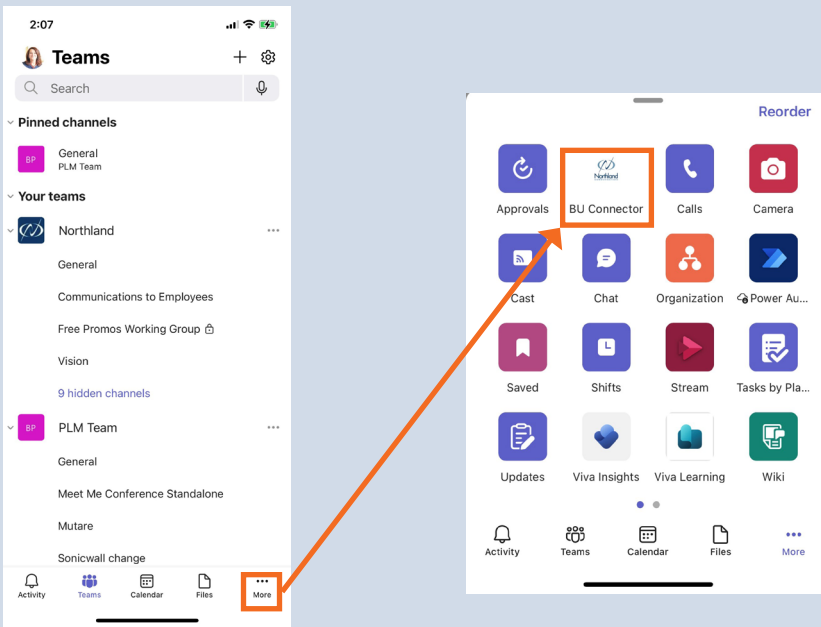 2:07
Teams
Search
Pinned channels
BP
General
PLM Team
Your teams
Northland
General
Communications to Employees
Free Promos Working Group
Vision
9 hidden channels
BP
PLM Team
General
Meet Me Conference Standalone
Mutare
Sonicwall change
Activity
Teams
Calendar
Files
More
Reorder
Northland
Approvals
BU Connector
Calls
Camera
Cast
Chat
Organization
Power Au...
Saved
Shifts
Stream
Tasks by Pla...
Updates
Viva Insights
Viva Learning
Wiki
Activity
Teams
Calendar
Files
More